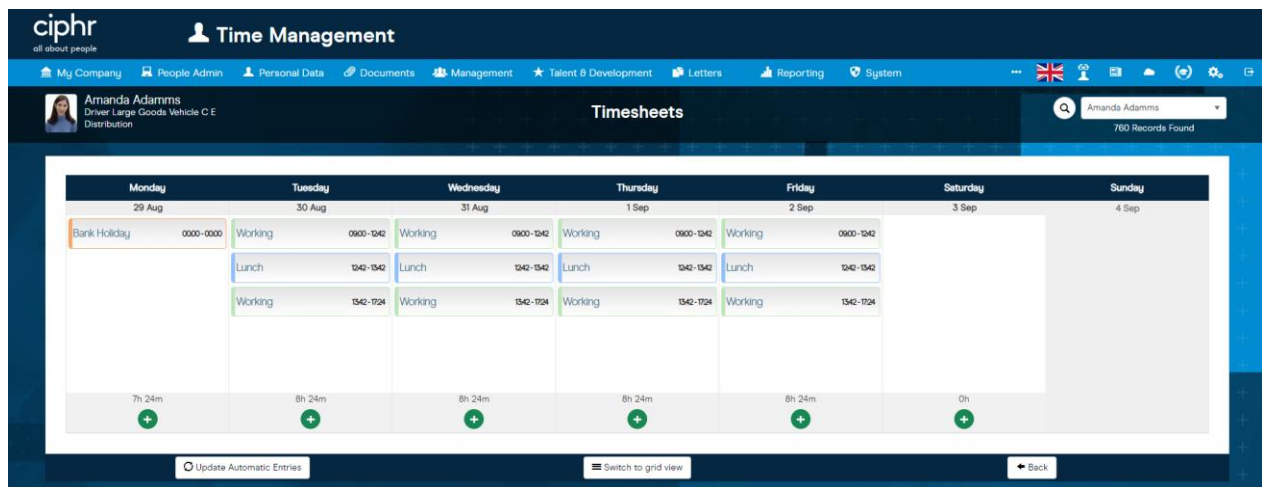 ciphr
all about people
Time Management
My Company People Admin Personal Data Documents Management Talent & Development Letters Reporting System
Amanda Adamms
Driver Large Goods Vehicle C E
Distribution
Timesheets
Amanda Adamms
760 Records Found
Monday Tuesday Wednesday Thursday Friday Saturday Sunday
29 Aug 30 Aug 31 Aug 1 Sep 2 Sep 3 Sep 4 Sep
Bank Holiday 0000 - 0000 Working 0900 - 1242 Working 0900 - 1242 Working 0900 - 1242 Working 0900 - 1242
Lunch 1242 - 1342 Lunch 1242 - 1342 Lunch 1242 - 1342 Lunch 1242 - 1342
Working 1342 - 1724 Working 1342 - 1724 Working 1342 - 1724 Working 1342 - 1724
7h 24m 8h 24m 8h 24m 8h 24m 8h 24m 0h
Update Automatic Entries Switch to grid view Back